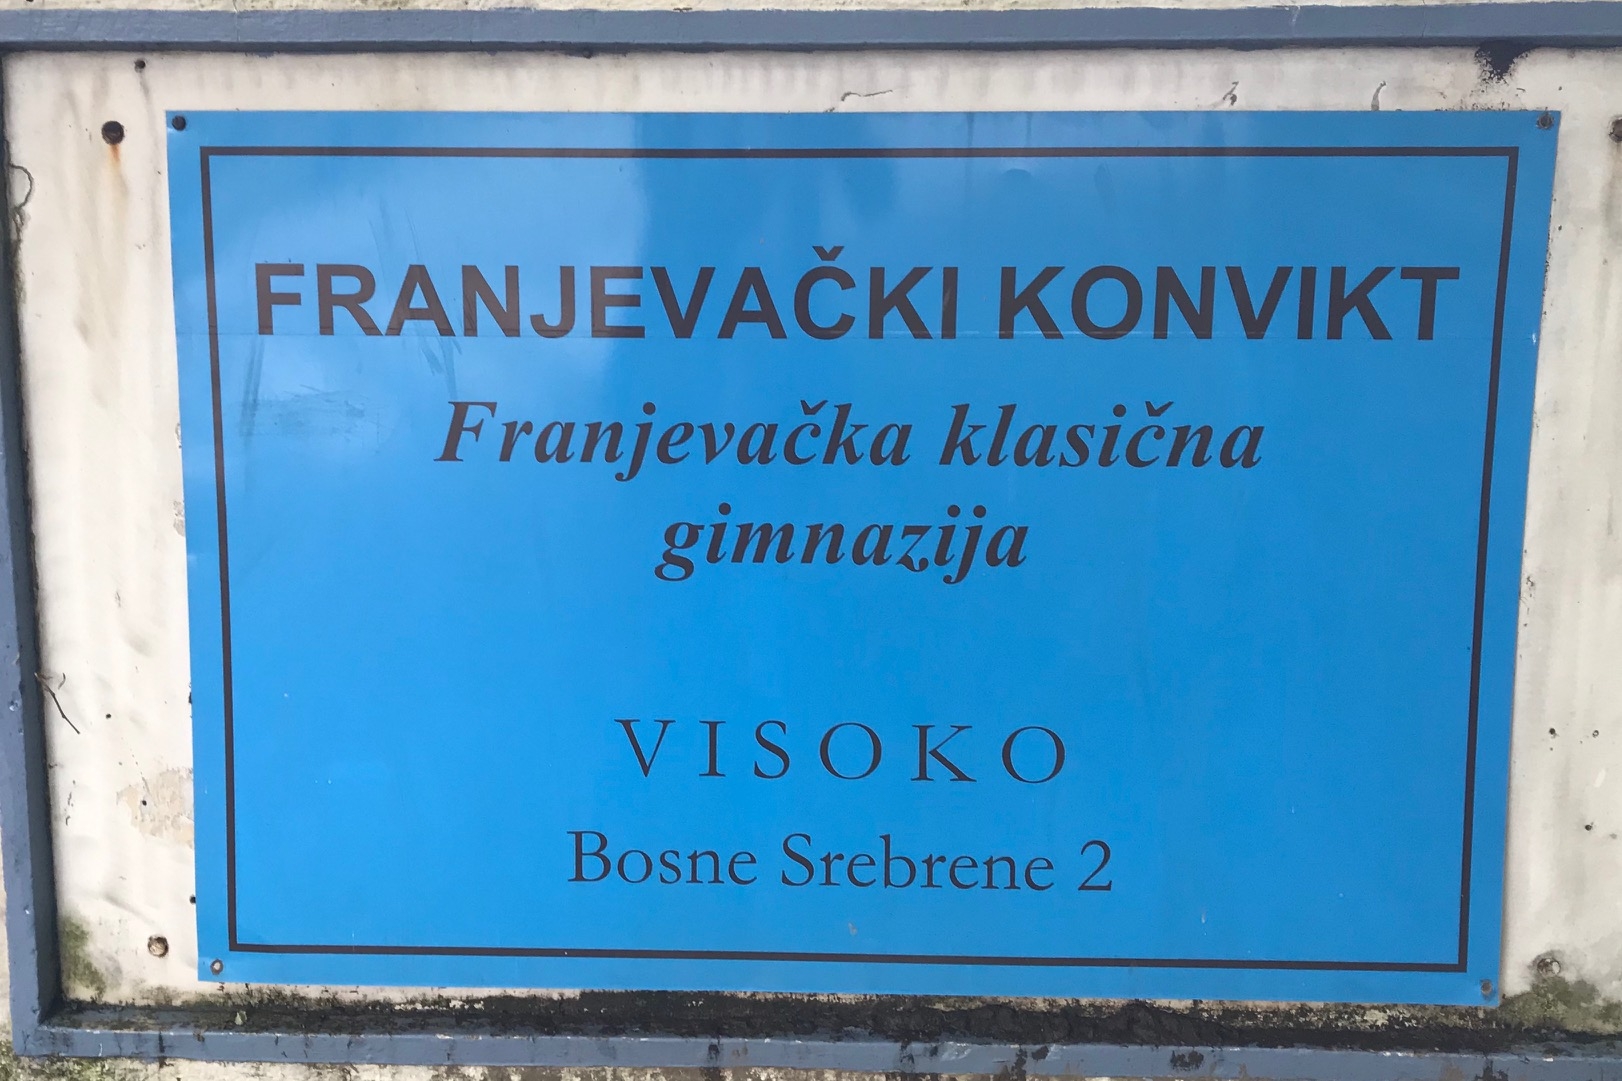 FRANJEVAČKI KONVIKT
Franjevačka klasična
gimnazija
VISOKO
Bosne Srebrene 2